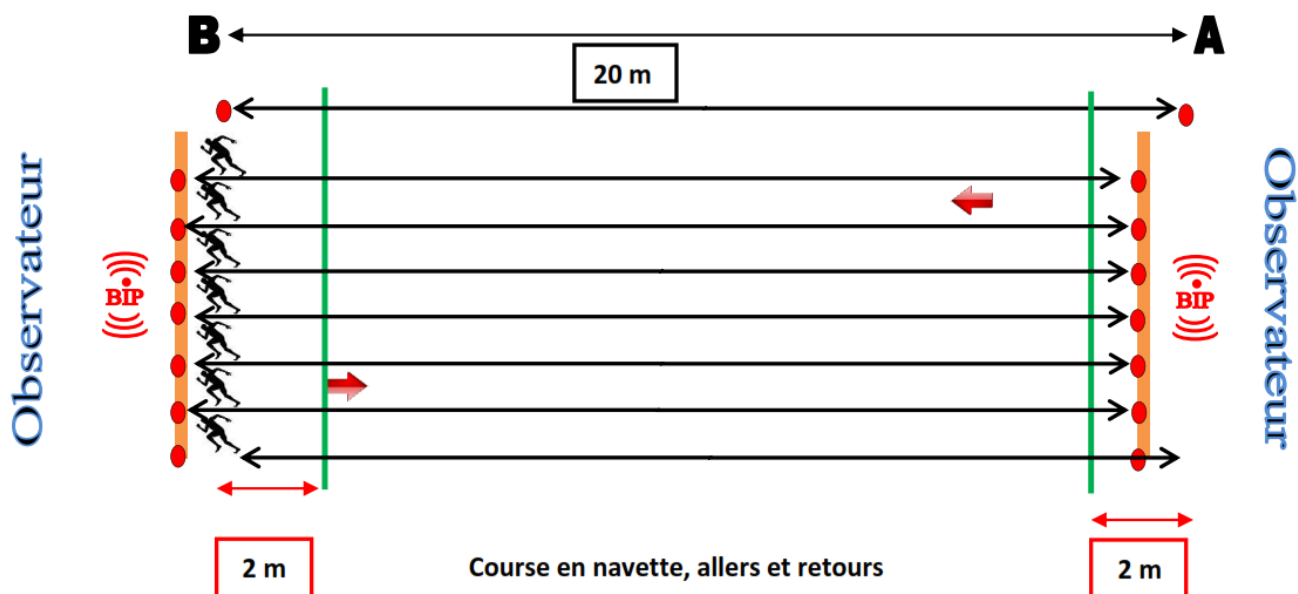 B
A
20 m
Observateur
Observateur
BIP
BIP
2 m
Course en navette, allers et retours
2 m